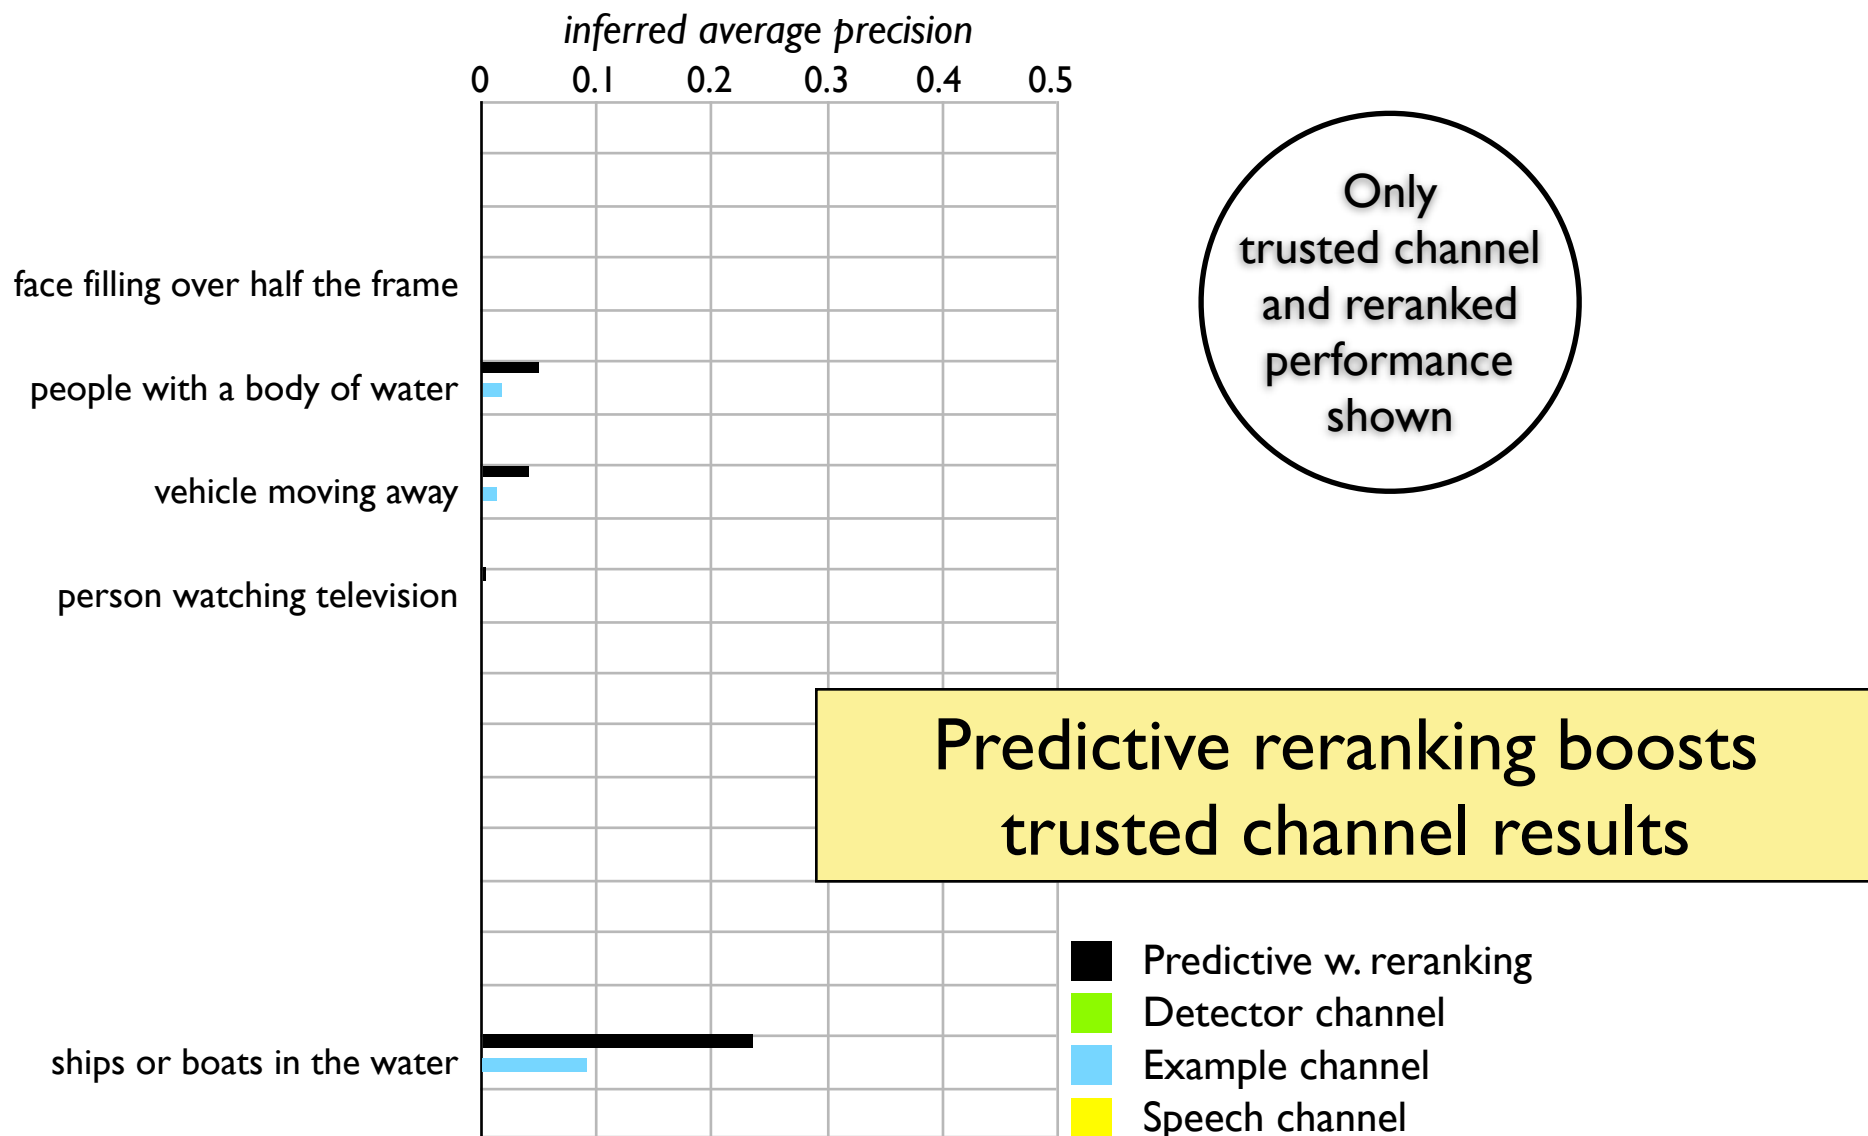 inferred average precision
0 0.1 0.2 0.3 0.4 0.5
Only
trusted channel
and reranked
performance
shown
face filling over half the frame
people with a body of water
vehicle moving away
person watching television
Predictive reranking boosts
trusted channel results
Predictive w. reranking
Detector channel
ships or boats in the water
Example channel
Speech channel